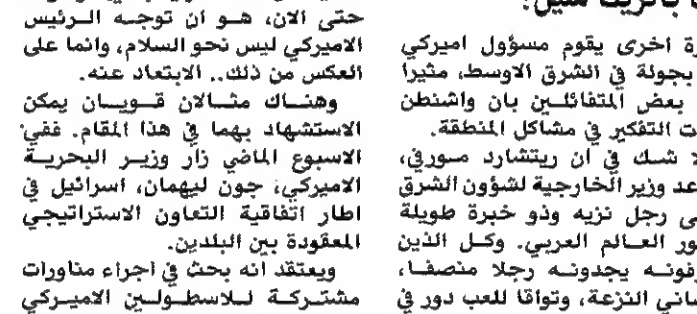 باتريك سيل:
رة اخرى يقوم مسؤول اميركي
بجولة في الشرق الاوسط، مثيرا
بعض المتفائلين بان واشنطن
ت التفكير في مشاكل المنطقة.
لا شك في ان ريتشارد مورفي،
عد وزير الخارجية لشؤون الشرق
ى رجل نزيه وذو خبرة طويلة
ور العالم العربي. وكل الذين
فونه يجدونه رجلا منصفا،
ساني النزعة، وتواقا للعب دور في
حتى الان، هو ان توجه الرئيس
الاميركي ليس نحو السلام، وانما على
العكس من ذلك.. الابتعاد عنه.
وهناك مثالان قويان يمكن
الاستشهاد بهما في هذا المقام. ففي
الاسبوع الماضي زار وزير البحرية
الاميركي، جون ليهمان، اسرائيل في
اطار اتفاقية التعاون الاستراتيجي
المعقودة بين البلدين.
ويعتقد انه بحث في اجراء مناورات
مشتركة للاسطولين الاميركي